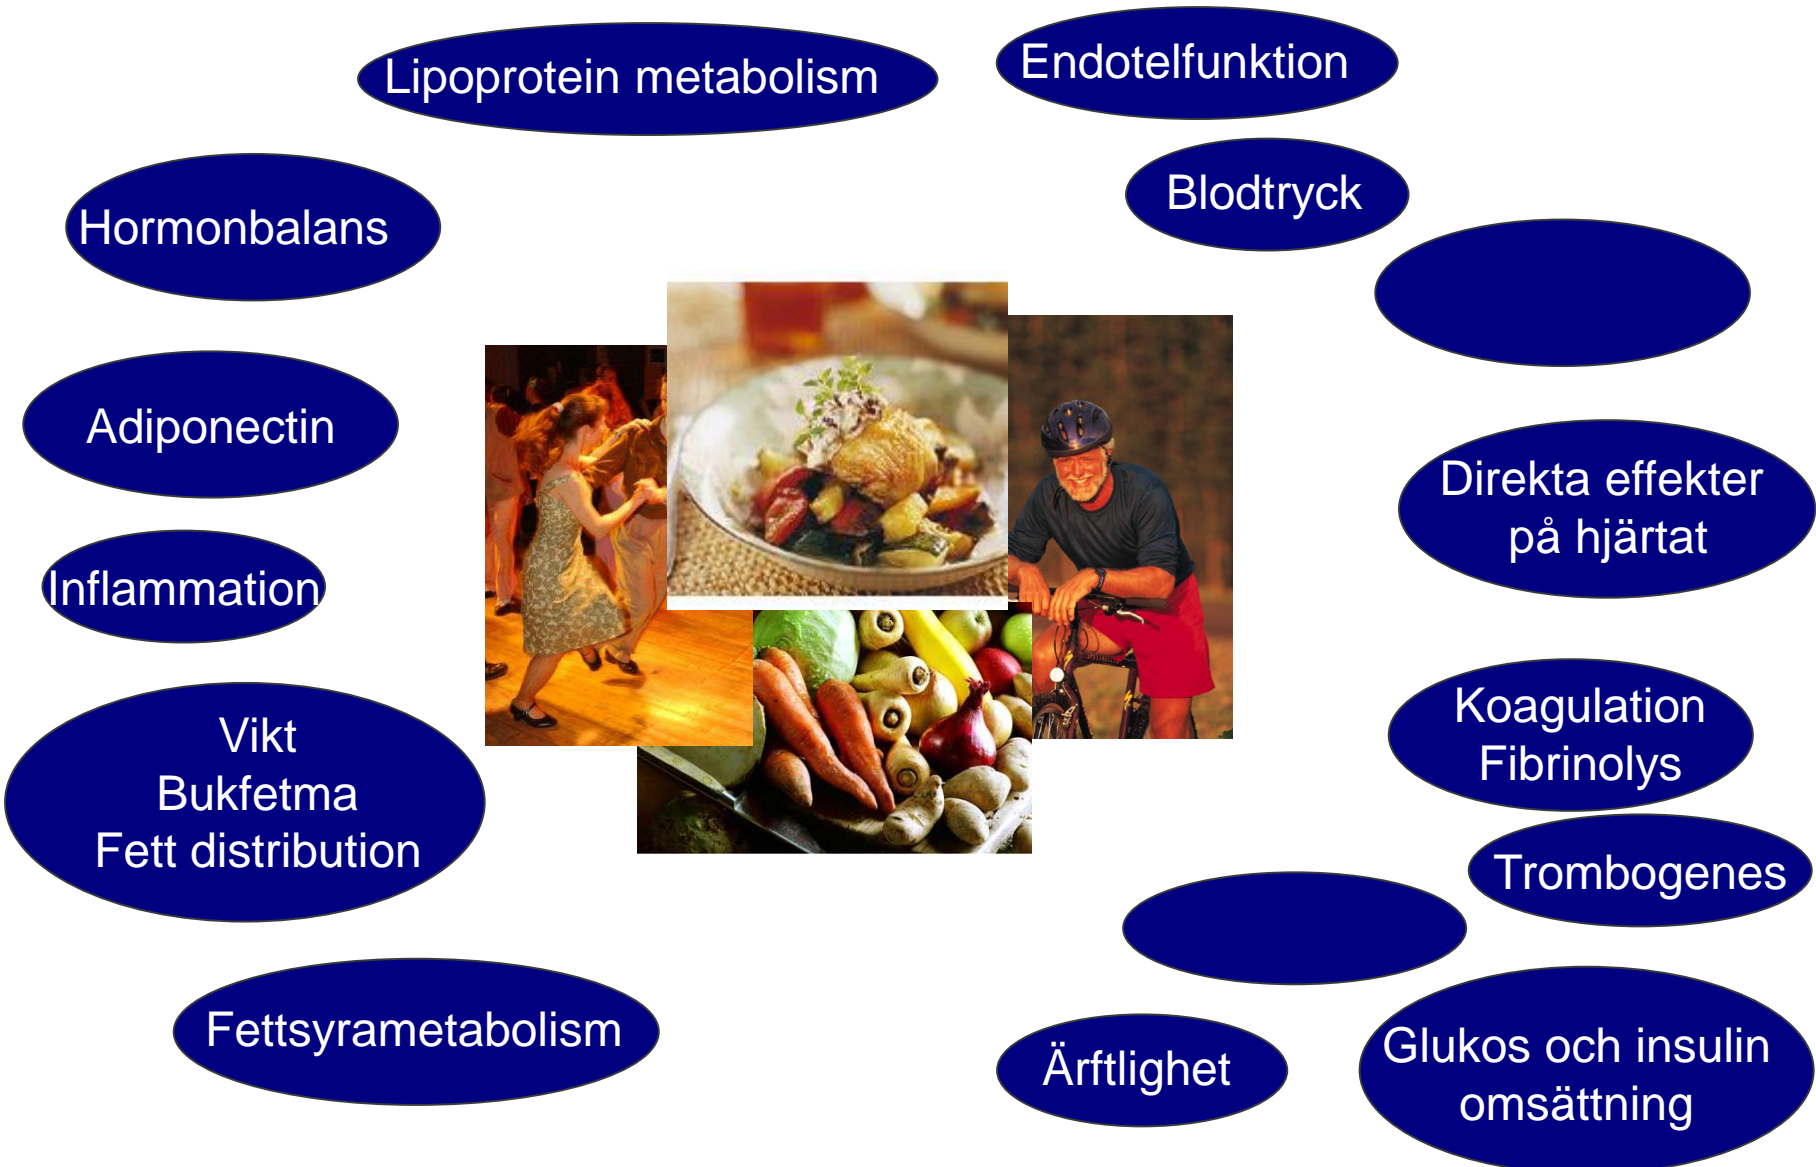 Lipoprotein metabolism
Endotelfunktion
Blodtryck
Hormonbalans
Adiponectin
Direkta effekter
på hjärtat
Inflammation
Koagulation
Fibrinolys
Vikt
Bukfetma
Fett distribution
Trombogenes
Fettsyrametabolism
Ärftlighet
Glukos och insulin
omsättning